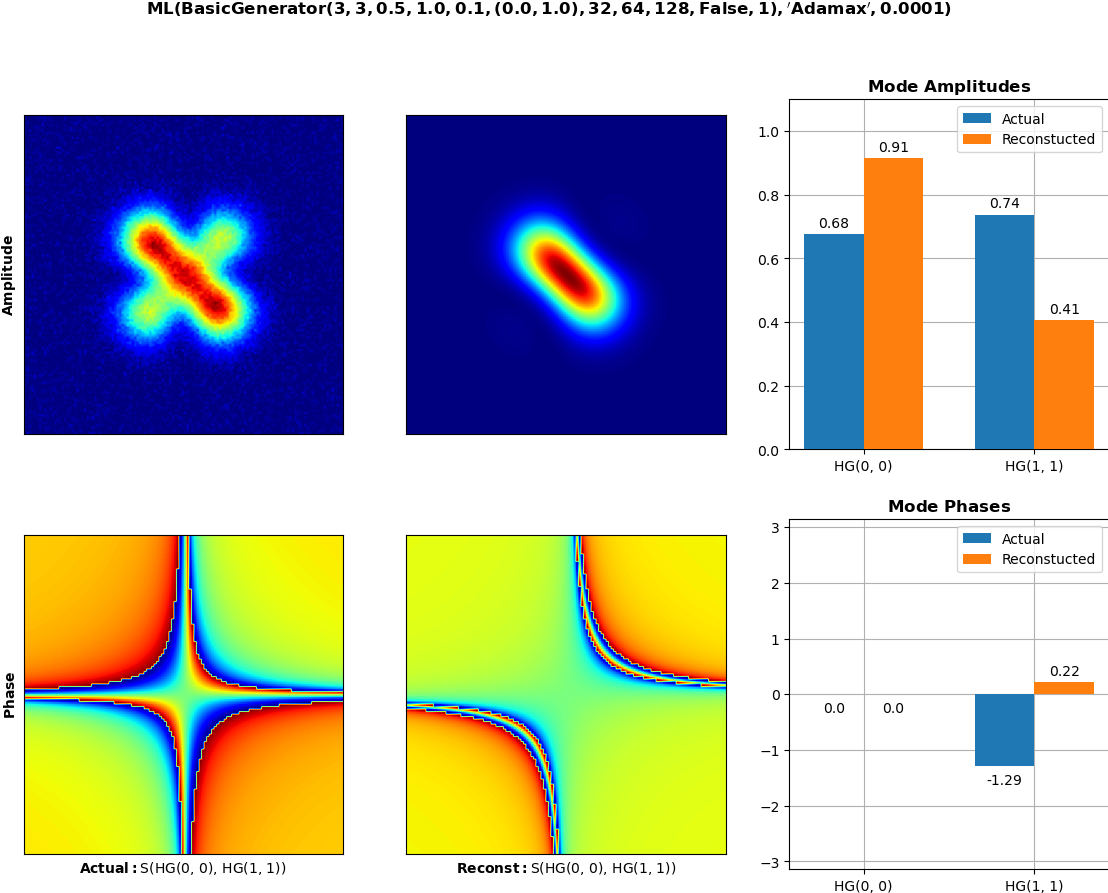 ML(BasicGenerator(3, 3, 0.5, 1.0, 0.1, (0.0, 1.0), 32, 64, 128, False, 1), ′Adamax′, 0.0001)
Amplitude
Mode Amplitudes
Actual
Reconstucted
1.0
0.8
0.6
0.4
0.2
0.0
0.68
0.91
0.74
0.41
HG(0, 0)
HG(1, 1)
Phase
Actual: S(HG(0, 0), HG(1, 1))
Reconst: S(HG(0, 0), HG(1, 1))
Mode Phases
Actual
Reconstucted
3
2
1
0
−1
−2
−3
0.0
0.0
0.22
-1.29
HG(0, 0)
HG(1, 1)